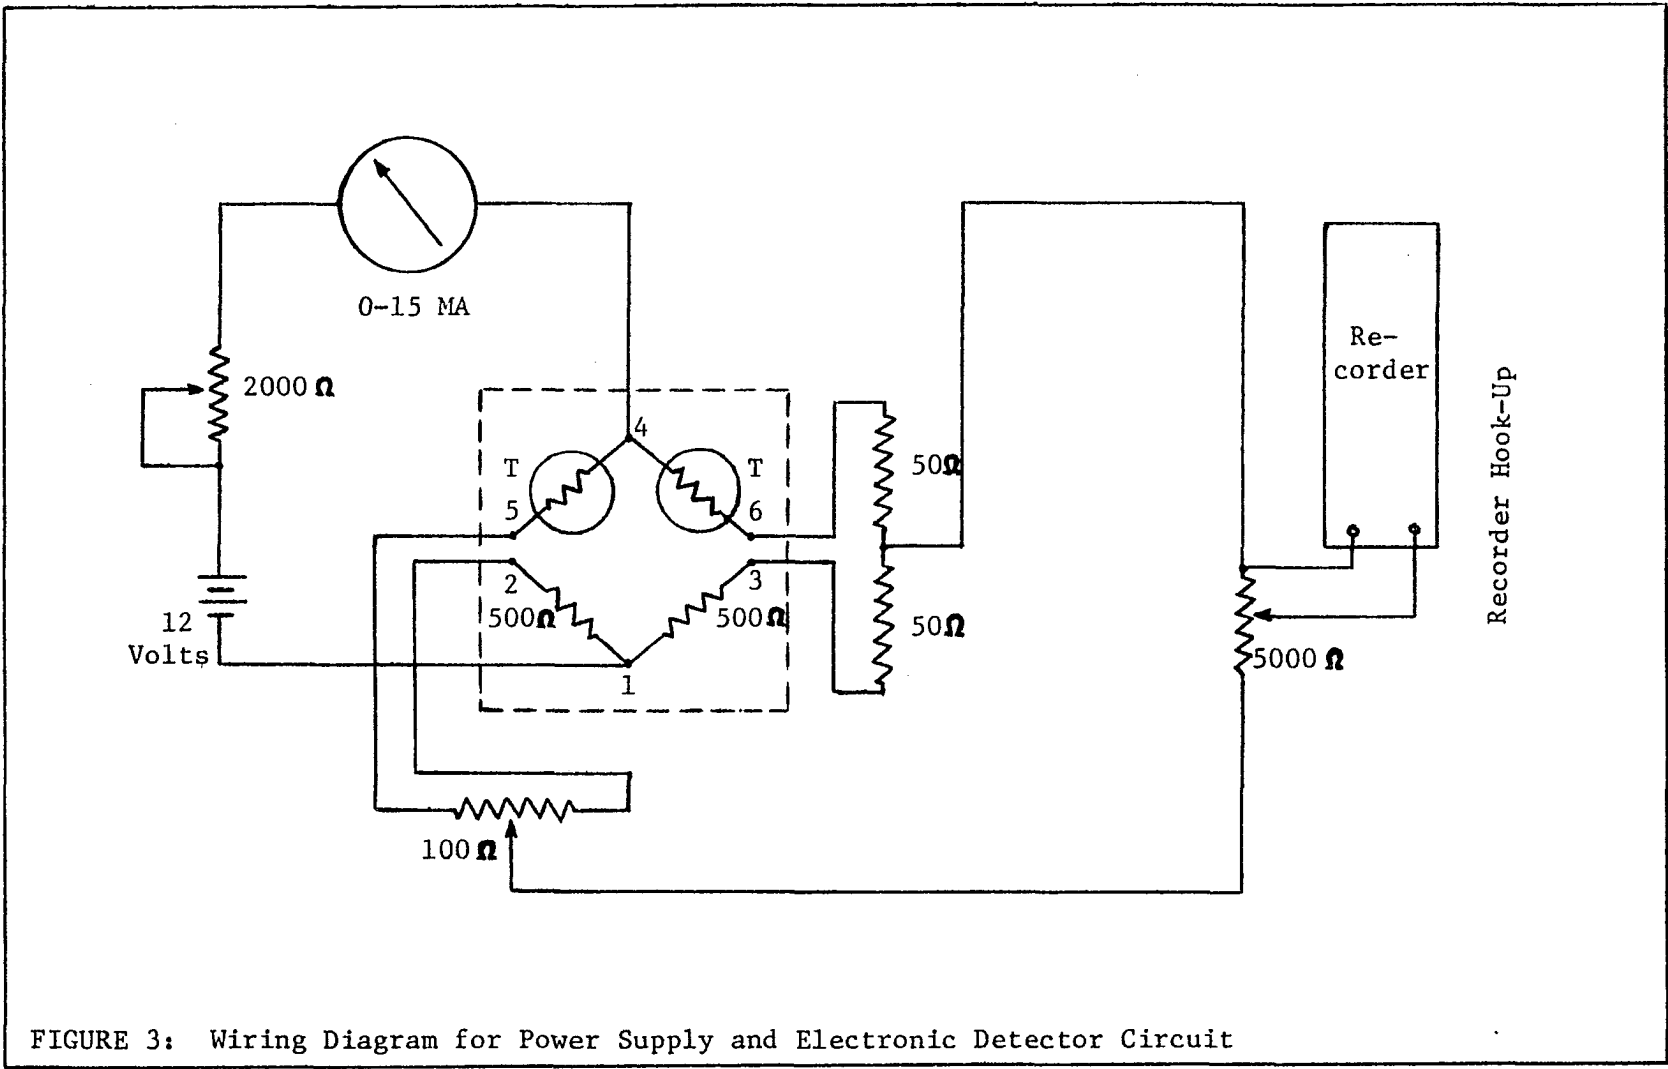 0-15 MA
2000 Ω
12
Volts
4
T
T
5
6
2
3
500Ω
500Ω
1
50Ω
50Ω
100 Ω
Re-
corder
5000 Ω
Recorder Hook-Up
FIGURE 3: Wiring Diagram for Power Supply and Electronic Detector Circuit